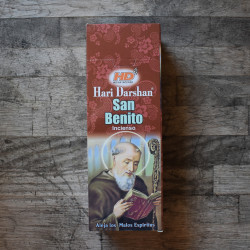 HD
Hari Darshan
San
Benito
Incienso
Aleja los Malos Espíritus